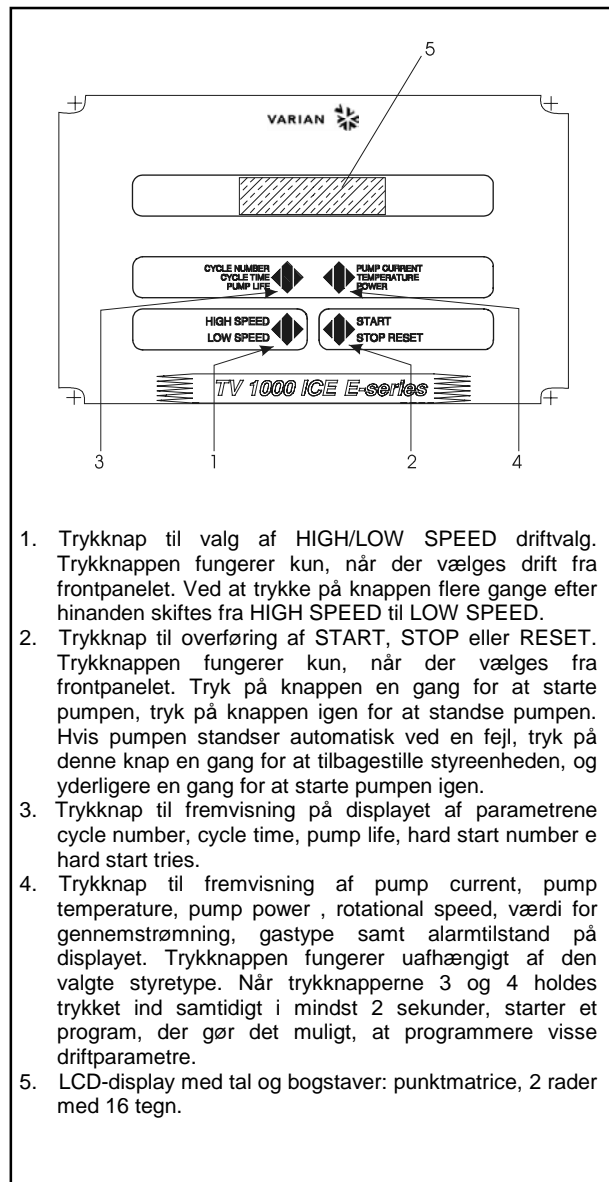 5
VARIAN
CYCLE NUMBER
CYCLE TIME
PUMP LIFE
PUMP CURRENT
TEMPERATURE
POWER
HIGH SPEED
LOW SPEED
START
STOP RESET
TV 1000 ICE E-series
3 1 2 4
1. Trykknap til valg af HIGH/LOW SPEED driftvalg.
Trykknappen fungerer kun, når der vælges drift fra
frontpanelet. Ved at trykke på knappen flere gange efter
hinanden skiftes fra HIGH SPEED til LOW SPEED.
2. Trykknap til overføring af START, STOP eller RESET.
Trykknappen fungerer kun, når der vælges fra
frontpanelet. Tryk på knappen en gang for at starte
pumpen, tryk på knappen igen for at standse pumpen.
Hvis pumpen standser automatisk ved en fejl, tryk på
denne knap en gang for at tilbagestille styreenheden, og
yderligere en gang for at starte pumpen igen.
3. Trykknap til fremvisning på displayet af parametrene
cycle number, cycle time, pump life, hard start number e
hard start tries.
4. Trykknap til fremvisning af pump current, pump
temperature, pump power , rotational speed, værdi for
gennemstrømning, gastype samt alarmtilstand på
displayet. Trykknappen fungerer uafhængigt af den
valgte styretype. Når trykknapperne 3 og 4 holdes
trykket ind samtidigt i mindst 2 sekunder, starter et
program, der gør det muligt, at programmere visse
driftparametre.
5. LCD-display med tal og bogstaver: punktmatrice, 2 rader
med 16 tegn.